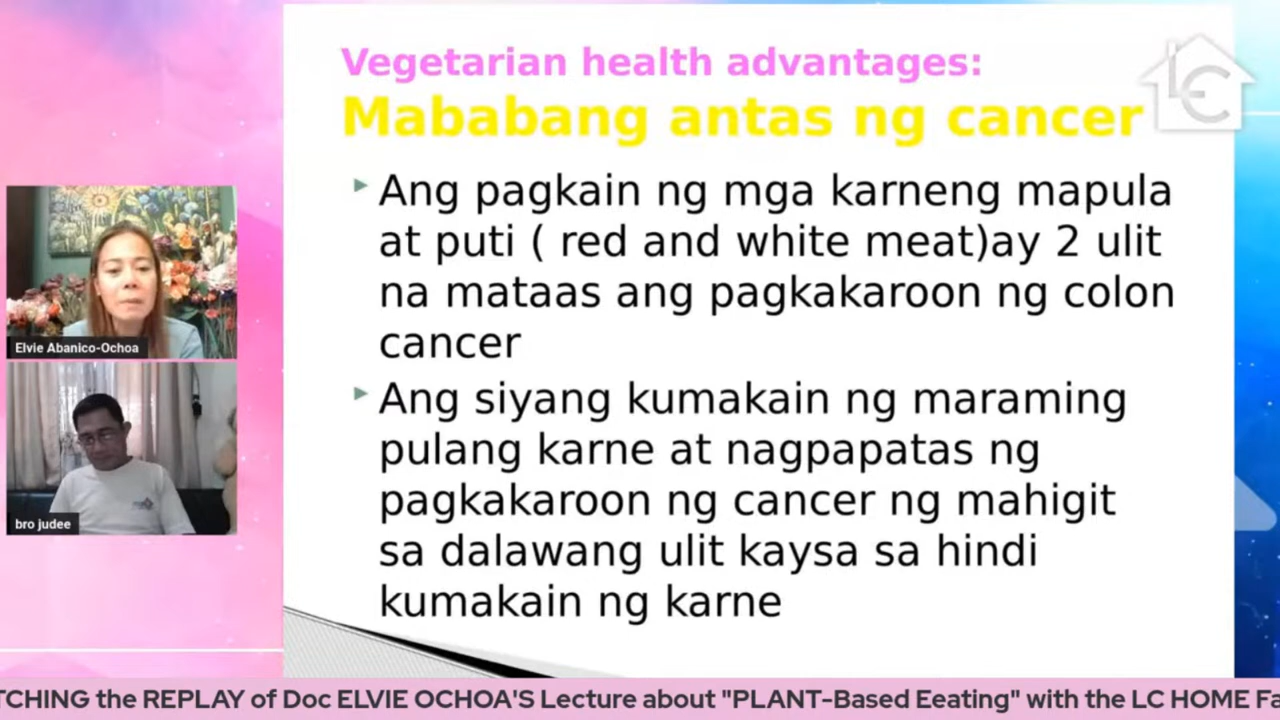 Vegetarian health advantages:
Mababang antas ng cancer
LC
Ang pagkain ng mga karneng mapula
at puti ( red and white meat)ay 2 ulit
na mataas ang pagkakaroon ng colon
cancer
Ang siyang kumakain ng maraming
pulang karne at nagpapatas ng
pagkakaroon ng cancer ng mahigit
sa dalawang ulit kaysa sa hindi
kumakain ng karne
Elvie Abanico-Ochoa
bro judee
TCHING the REPLAY of Doc ELVIE OCHOA'S Lecture about "PLANT-Based Eeating" with the LC HOME Fa